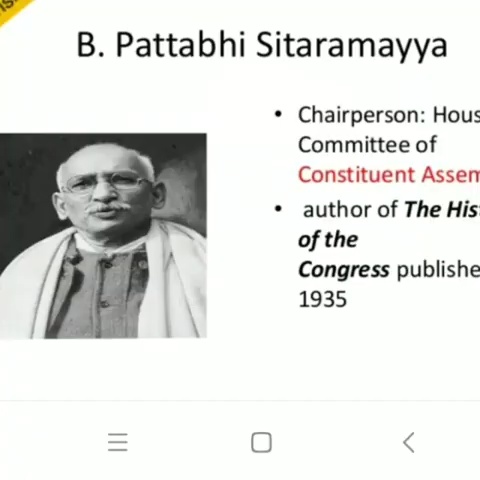 B. Pattabhi Sitaramayya
• Chairperson: Hous
Committee of
Constituent Assem
• author of The His
of the
Congress publishe
1935